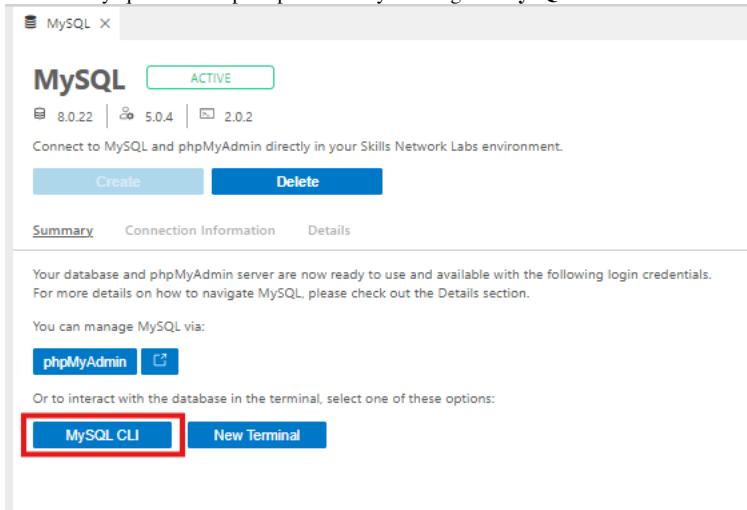 MySQL
MySQL ACTIVE
8.0.22 5.0.4 2.0.2
Connect to MySQL and phpMyAdmin directly in your Skills Network Labs environment.
Create Delete
Summary Connection Information Details
Your database and phpMyAdmin server are now ready to use and available with the following login credentials.
For more details on how to navigate MySQL, please check out the Details section.
You can manage MySQL via:
phpMyAdmin
Or to interact with the database in the terminal, select one of these options:
MySQL CLI New Terminal